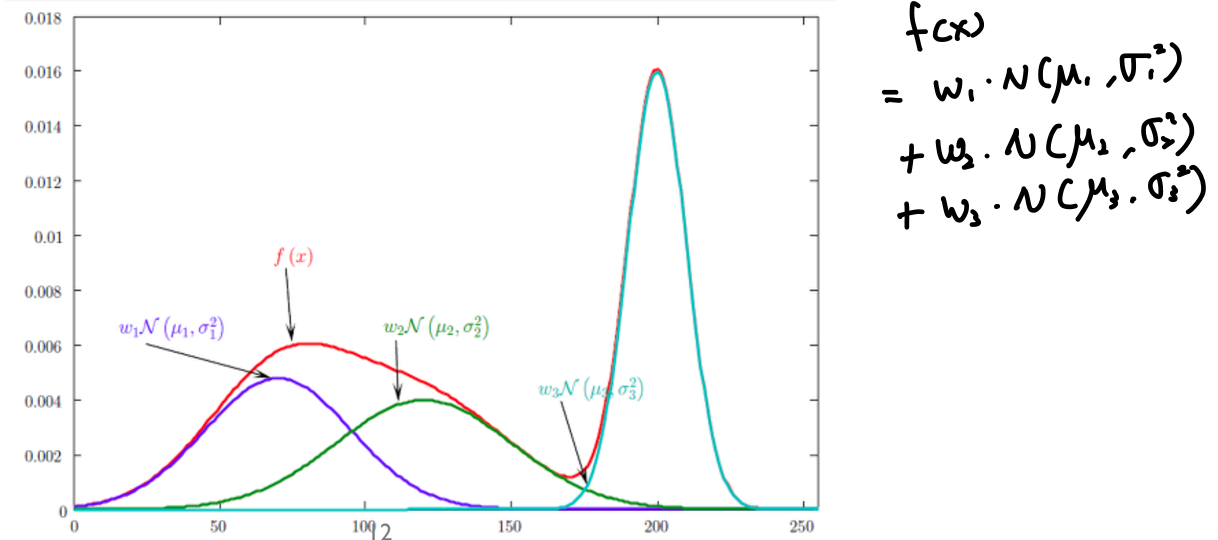 0.018
0.016
0.014
0.012
0.01
0.008
0.006
0.004
0.002
0
0 50 100 150 200 250
12
f (x)
w₁𝒩 (μ₁, σ₁²)
w₂𝒩 (μ₂, σ₂²)
w₃𝒩 (μ₃, σ₃²)
f(x)
= w₁ · N(μ₁, σ₁²)
+ w₂ · N(μ₂, σ₂²)
+ w₃ · N(μ₃, σ₃²)